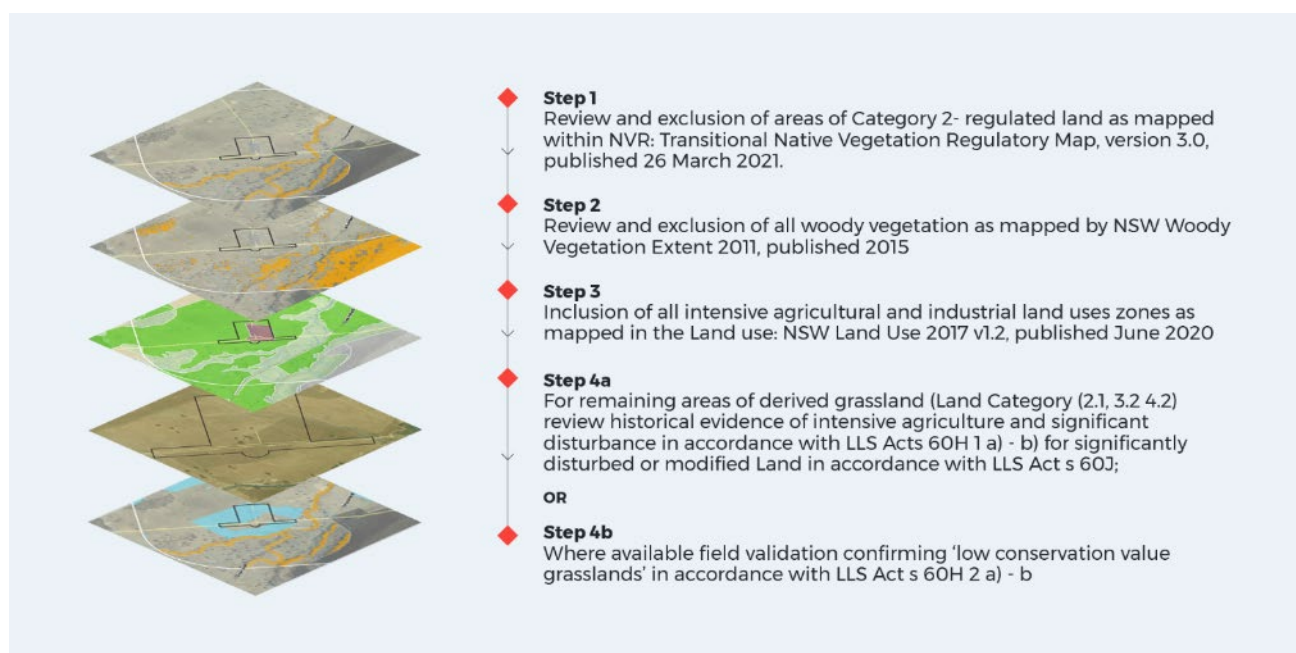 Step 1
Review and exclusion of areas of Category 2- regulated land as mapped
within NVR: Transitional Native Vegetation Regulatory Map, version 3.0,
published 26 March 2021.
Step 2
Review and exclusion of all woody vegetation as mapped by NSW Woody
Vegetation Extent 2011, published 2015
Step 3
Inclusion of all intensive agricultural and industrial land uses zones as
mapped in the Land use: NSW Land Use 2017 v1.2, published June 2020
Step 4a
For remaining areas of derived grassland (Land Category (2.1, 3.2 4.2)
review historical evidence of intensive agriculture and significant
disturbance in accordance with LLS Acts 60H 1 a) - b) for significantly
disturbed or modified Land in accordance with LLS Act s 60J;
OR
Step 4b
Where available field validation confirming ‘low conservation value
grasslands’ in accordance with LLS Act s 60H 2 a) - b